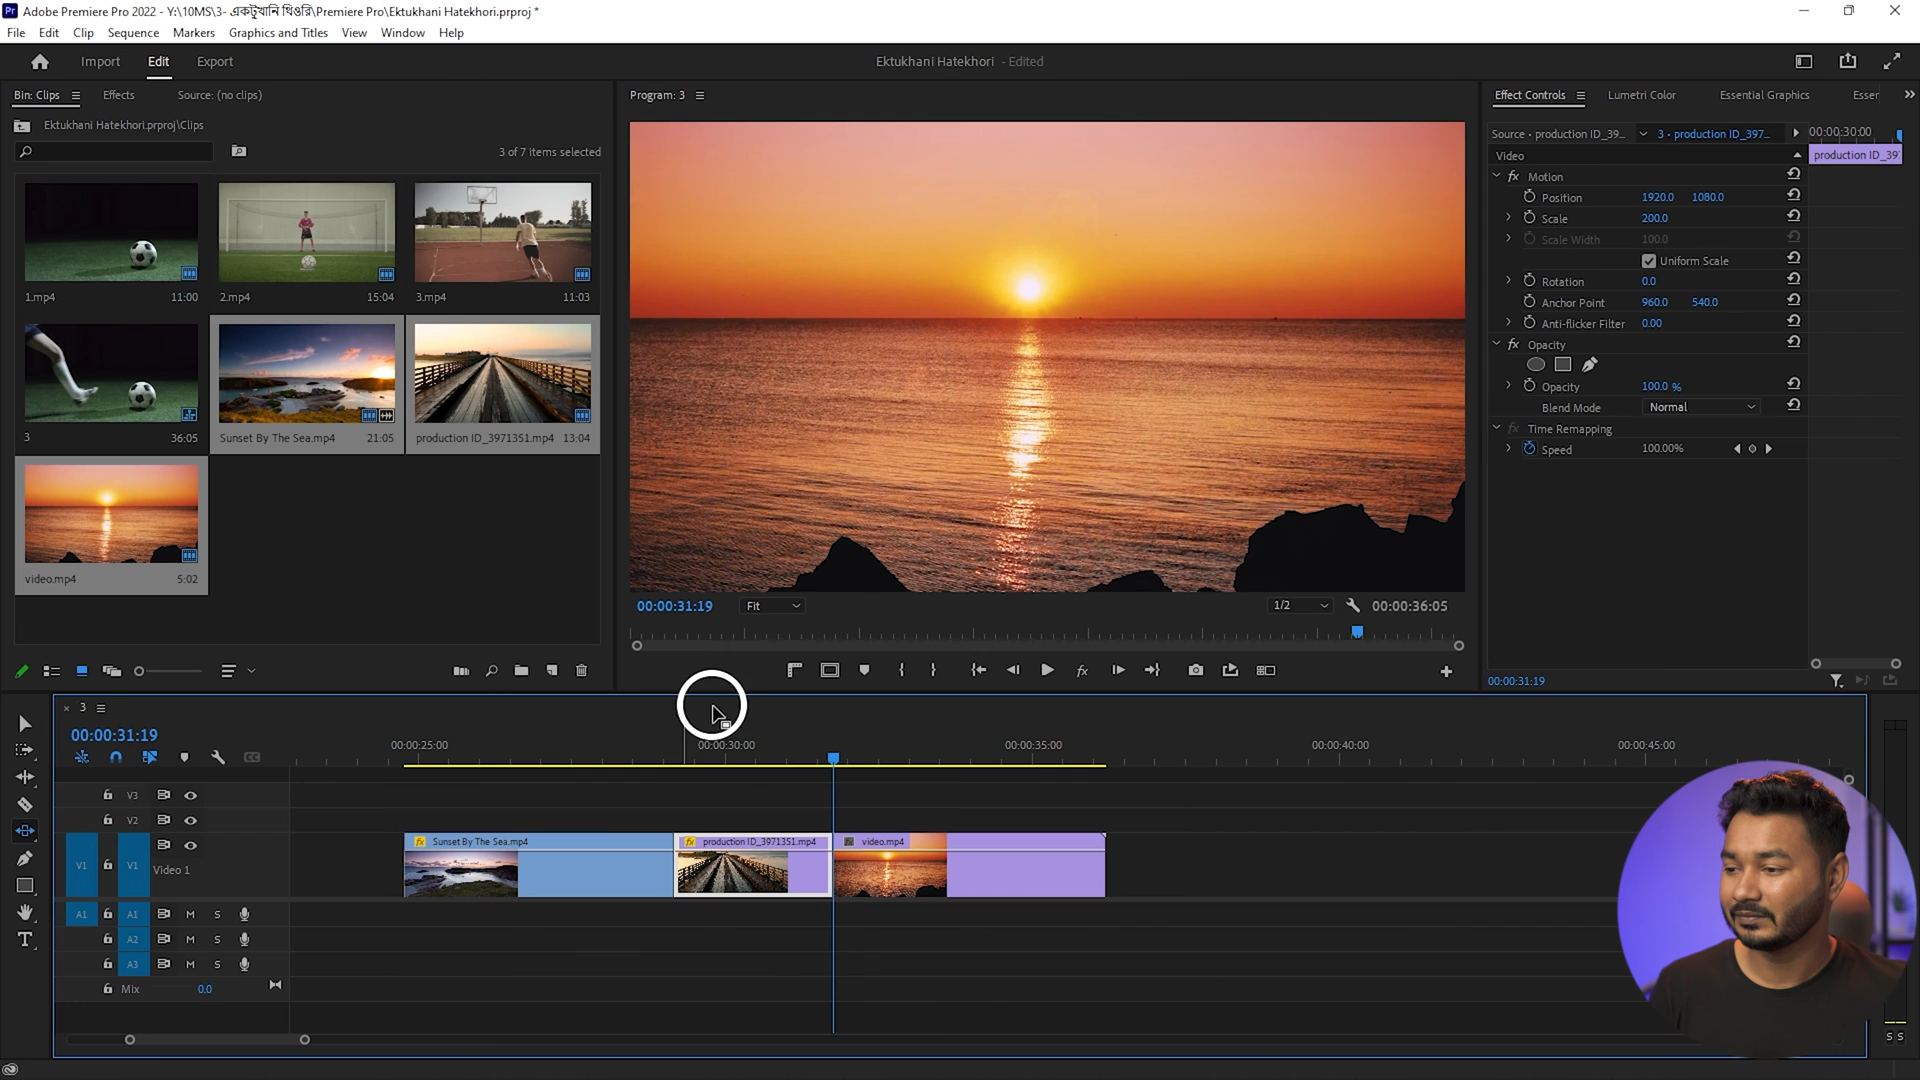 Adobe Premiere Pro 2022 - Y:\10MS\3- একটুখানি থিওরি\Premiere Pro\Ektukhani Hatekhori.prproj *
File Edit Clip Sequence Markers Graphics and Titles View Window Help
Import Edit Export
Ektukhani Hatekhori - Edited
Bin: Clips Effects Source: (no clips)
Ektukhani Hatekhori.prproj\Clips
3 of 7 items selected
1.mp4 11:00
2.mp4 15:04
3.mp4 11:03
3 36:05
Sunset By The Sea.mp4 21:05
production ID_3971351.mp4 13:04
video.mp4 5:02
Program: 3
00:00:31:19 Fit 1/2 00:00:36:05
Effect Controls Lumetri Color Essential Graphics Esser
Source • production ID_39... 3 • production ID_397... 00:00:30:00
Video production ID_39
fx Motion
Position 1920.0 1080.0
Scale 200.0
Scale Width 100.0
Uniform Scale
Rotation 0.0
Anchor Point 960.0 540.0
Anti-flicker Filter 0.00
fx Opacity
Opacity 100.0 %
Blend Mode Normal
fx Time Remapping
Speed 100.00%
00:00:31:19
3
00:00:31:19
00:00:25:00 00:00:30:00 00:00:35:00 00:00:40:00 00:00:45:00
V3
V2
V1 V1 Video 1
fx Sunset By The Sea.mp4 fx production ID_3971351.mp4 video.mp4
A1 A1 M S
A2 M S
A3 M S
Mix 0.0
S S